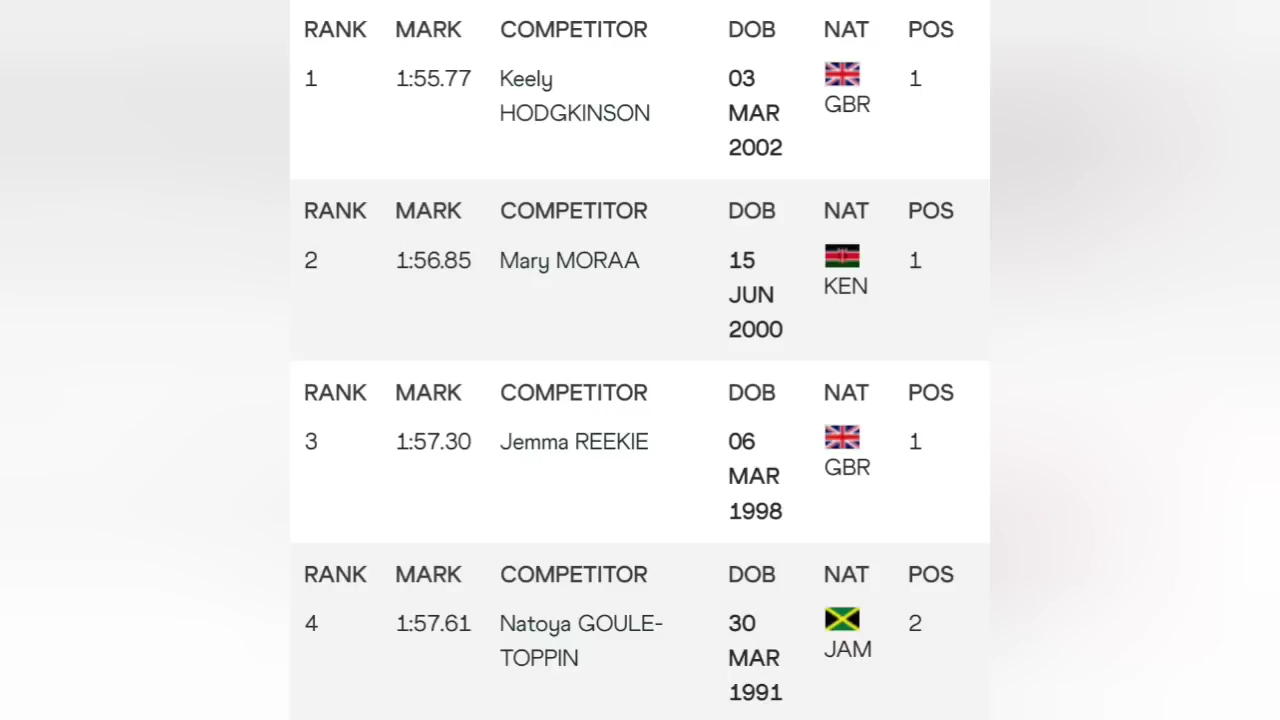 RANK MARK COMPETITOR DOB NAT POS
1 1:55.77 Keely 03 1
HODGKINSON MAR GBR
2002
RANK MARK COMPETITOR DOB NAT POS
2 1:56.85 Mary MORAA 15 1
JUN KEN
2000
RANK MARK COMPETITOR DOB NAT POS
3 1:57.30 Jemma REEKIE 06 1
MAR GBR
1998
RANK MARK COMPETITOR DOB NAT POS
4 1:57.61 Natoya GOULE- 30 2
TOPPIN MAR JAM
1991